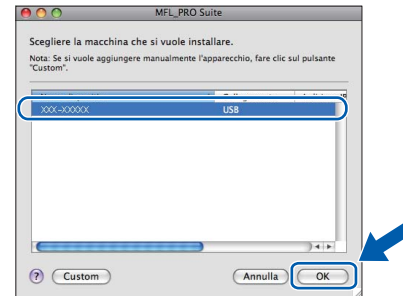 MFL_PRO Suite
Scegliere la macchina che si vuole installare.
Nota: Se si vuole aggiungere manualmente l'apparecchio, fare clic sul pulsante
"Custom".
XXX-XXXXX USB
? Custom Annulla OK